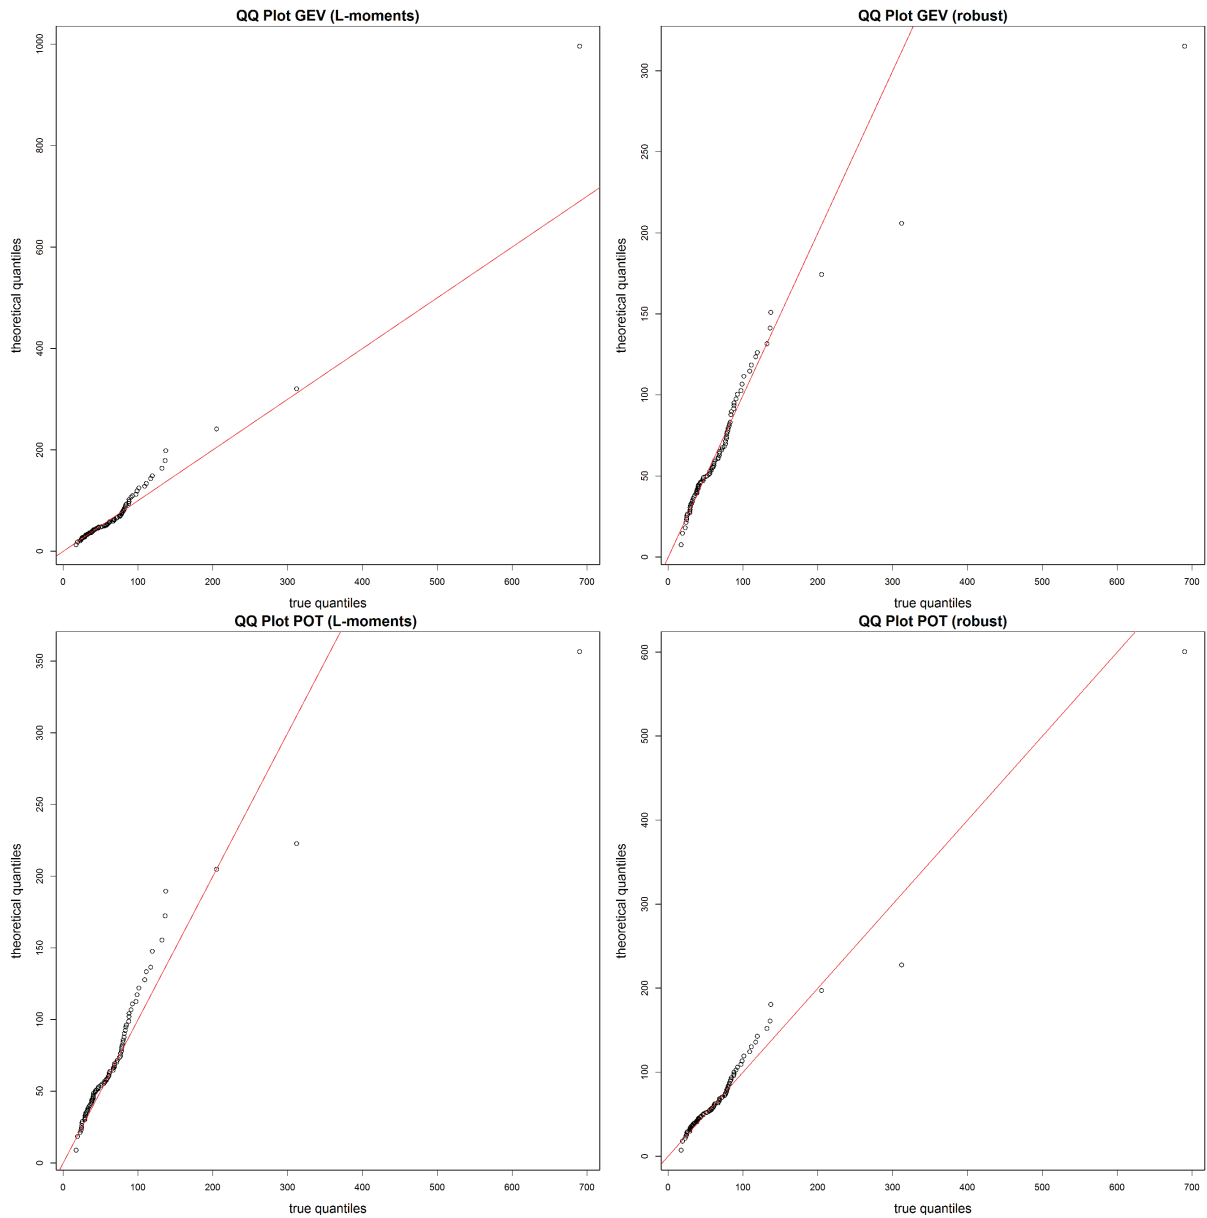 QQ Plot GEV (L-moments)
theoretical quantiles
0 200 400 600 800 1000
0 100 200 300 400 500 600 700
true quantiles
QQ Plot GEV (robust)
theoretical quantiles
0 50 100 150 200 250 300
0 100 200 300 400 500 600 700
true quantiles
QQ Plot POT (L-moments)
theoretical quantiles
0 50 100 150 200 250 300 350
0 100 200 300 400 500 600 700
true quantiles
QQ Plot POT (robust)
theoretical quantiles
0 100 200 300 400 500 600
0 100 200 300 400 500 600 700
true quantiles